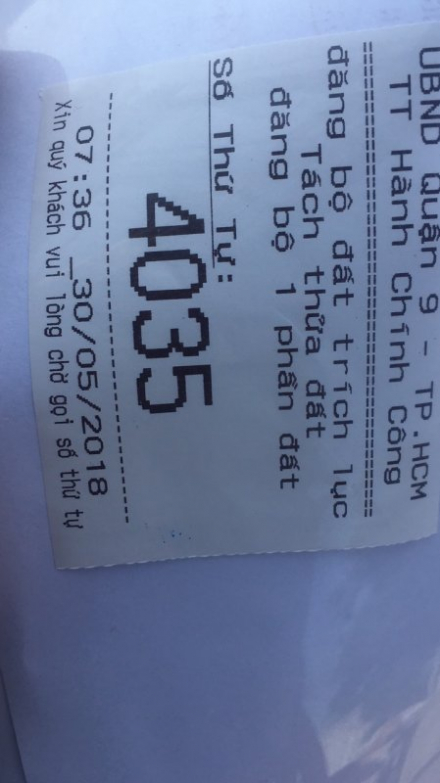 UBND Quận 9 - TP.HCM
TT Hành Chính Công
================================
đăng bộ đất trích lục
Tách thửa đất
đăng bộ 1 phần đất
Số Thứ Tự:
4035
--------------------------------
07:36 _30/05/2018
Xin quý khách vui lòng chờ gọi số thứ tự